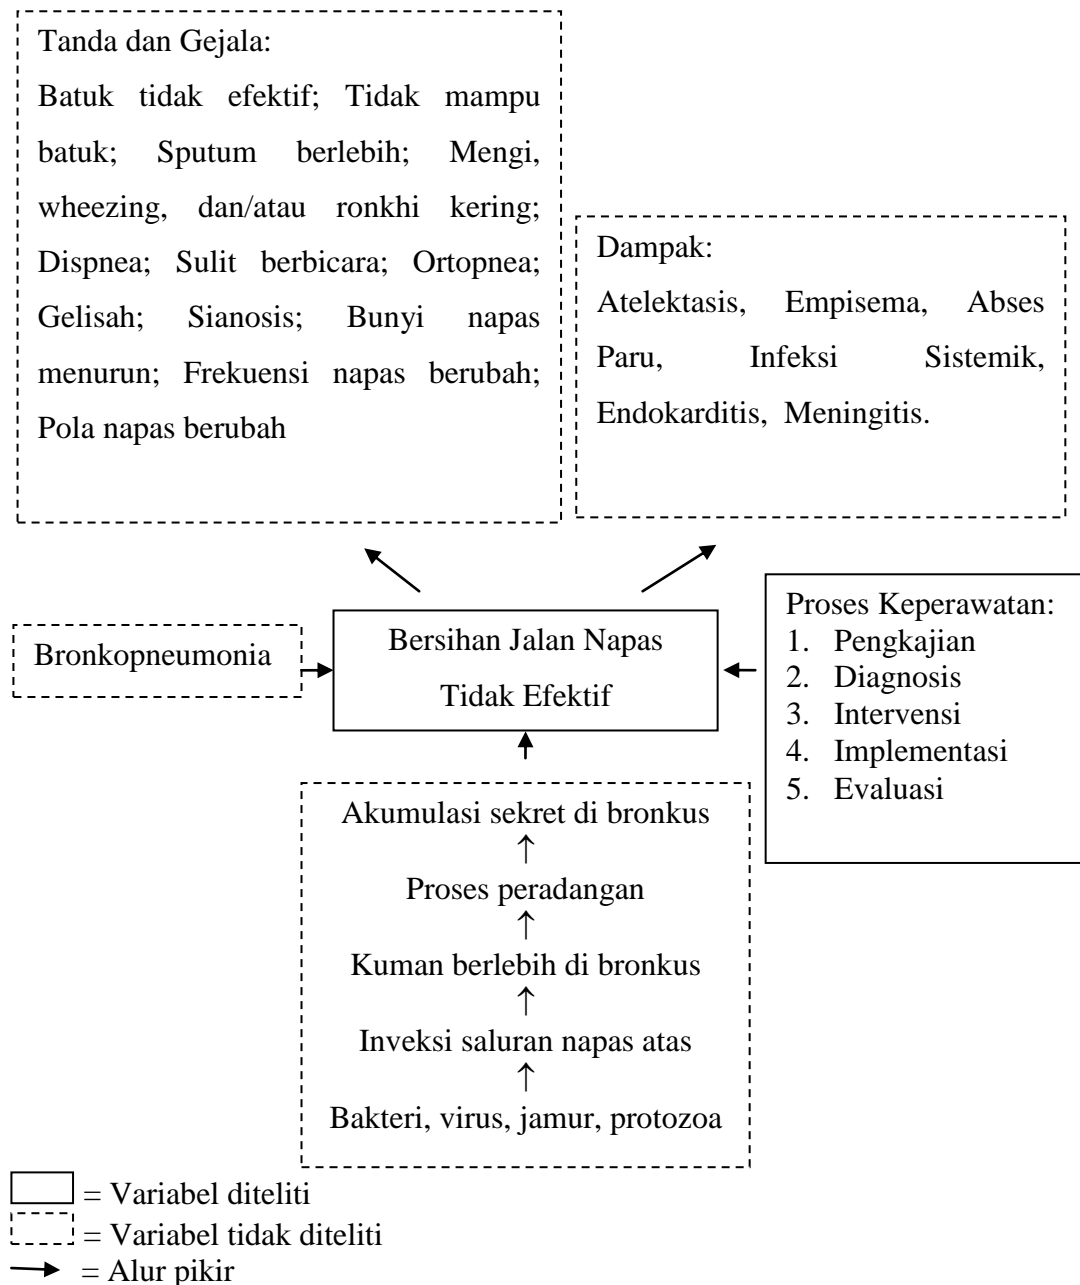 Tanda dan Gejala:
Batuk tidak efektif; Tidak mampu
batuk; Sputum berlebih; Mengi,
wheezing, dan/atau ronkhi kering;
Dispnea; Sulit berbicara; Ortopnea;
Gelisah; Sianosis; Bunyi napas
menurun; Frekuensi napas berubah;
Pola napas berubah
Dampak:
Atelektasis, Empisema, Abses
Paru, Infeksi Sistemik,
Endokarditis, Meningitis.
Bronkopneumonia
Bersihan Jalan Napas
Tidak Efektif
Proses Keperawatan:
1. Pengkajian
2. Diagnosis
3. Intervensi
4. Implementasi
5. Evaluasi
Akumulasi sekret di bronkus
↑
Proses peradangan
↑
Kuman berlebih di bronkus
↑
Inveksi saluran napas atas
↑
Bakteri, virus, jamur, protozoa
= Variabel diteliti
= Variabel tidak diteliti
= Alur pikir